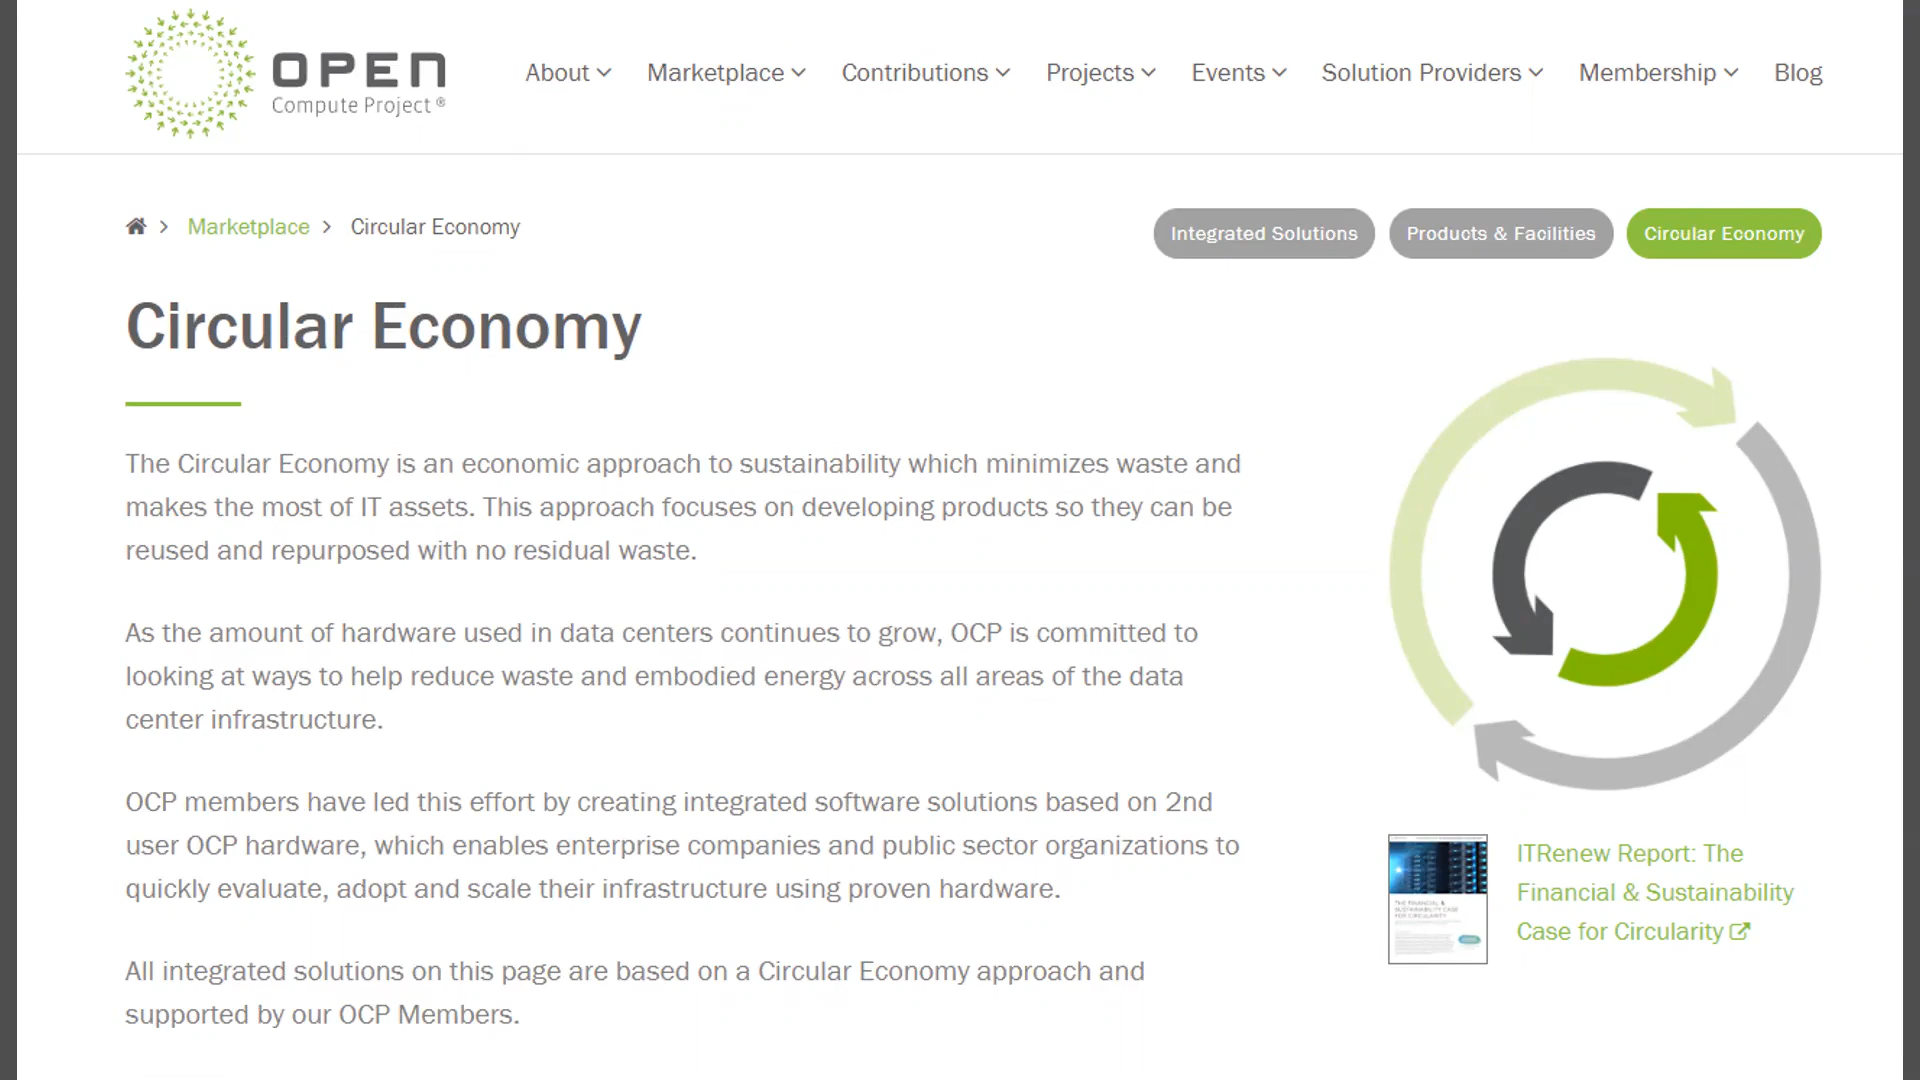 OPEN
Compute Project ®
About
Marketplace
Contributions
Projects
Events
Solution Providers
Membership
Blog
Marketplace
Circular Economy
Integrated Solutions
Products & Facilities
Circular Economy
Circular Economy
The Circular Economy is an economic approach to sustainability which minimizes waste and
makes the most of IT assets. This approach focuses on developing products so they can be
reused and repurposed with no residual waste.
As the amount of hardware used in data centers continues to grow, OCP is committed to
looking at ways to help reduce waste and embodied energy across all areas of the data
center infrastructure.
OCP members have led this effort by creating integrated software solutions based on 2nd
user OCP hardware, which enables enterprise companies and public sector organizations to
quickly evaluate, adopt and scale their infrastructure using proven hardware.
All integrated solutions on this page are based on a Circular Economy approach and
supported by our OCP Members.
THE FINANCIAL &
SUSTAINABILITY CASE
FOR CIRCULARITY
ITRenew Report: The
Financial & Sustainability
Case for Circularity